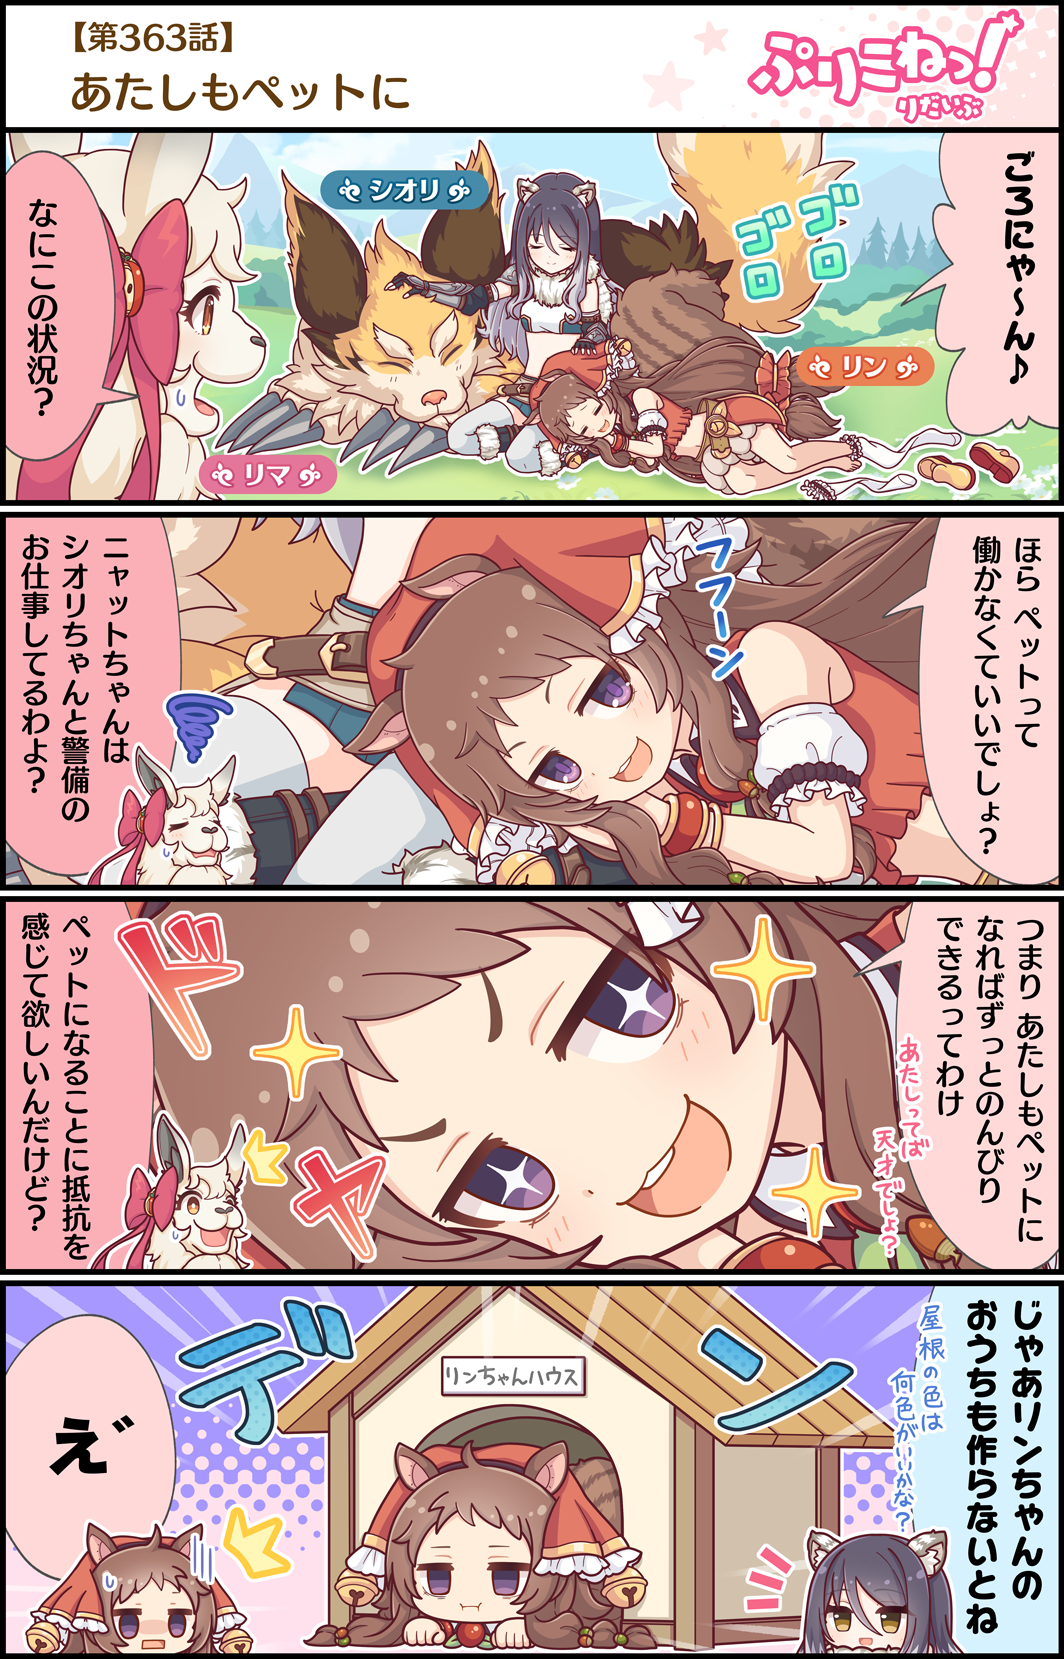 【第363話】
あたしもペットに
ぷりこねっ!
りだいぶ
ごろにゃ〜ん♪
ゴロ
ゴロ
シオリ
リン
リマ
なにこの状況?
ほら ペットって
働かなくていいでしょ?
フフーン
ニャットちゃんは
シオリちゃんと警備の
お仕事してるわよ?
つまり あたしもペットに
なればずっとのんびり
できるってわけ
あたしってば
天才でしょ?
ドヤ
ペットになることに抵抗を
感じて欲しいんだけど?
じゃありンちゃんの
おうちも作らないとね
屋根の色は
何色がいいかな?
デン
リンちゃんハウス
え゛